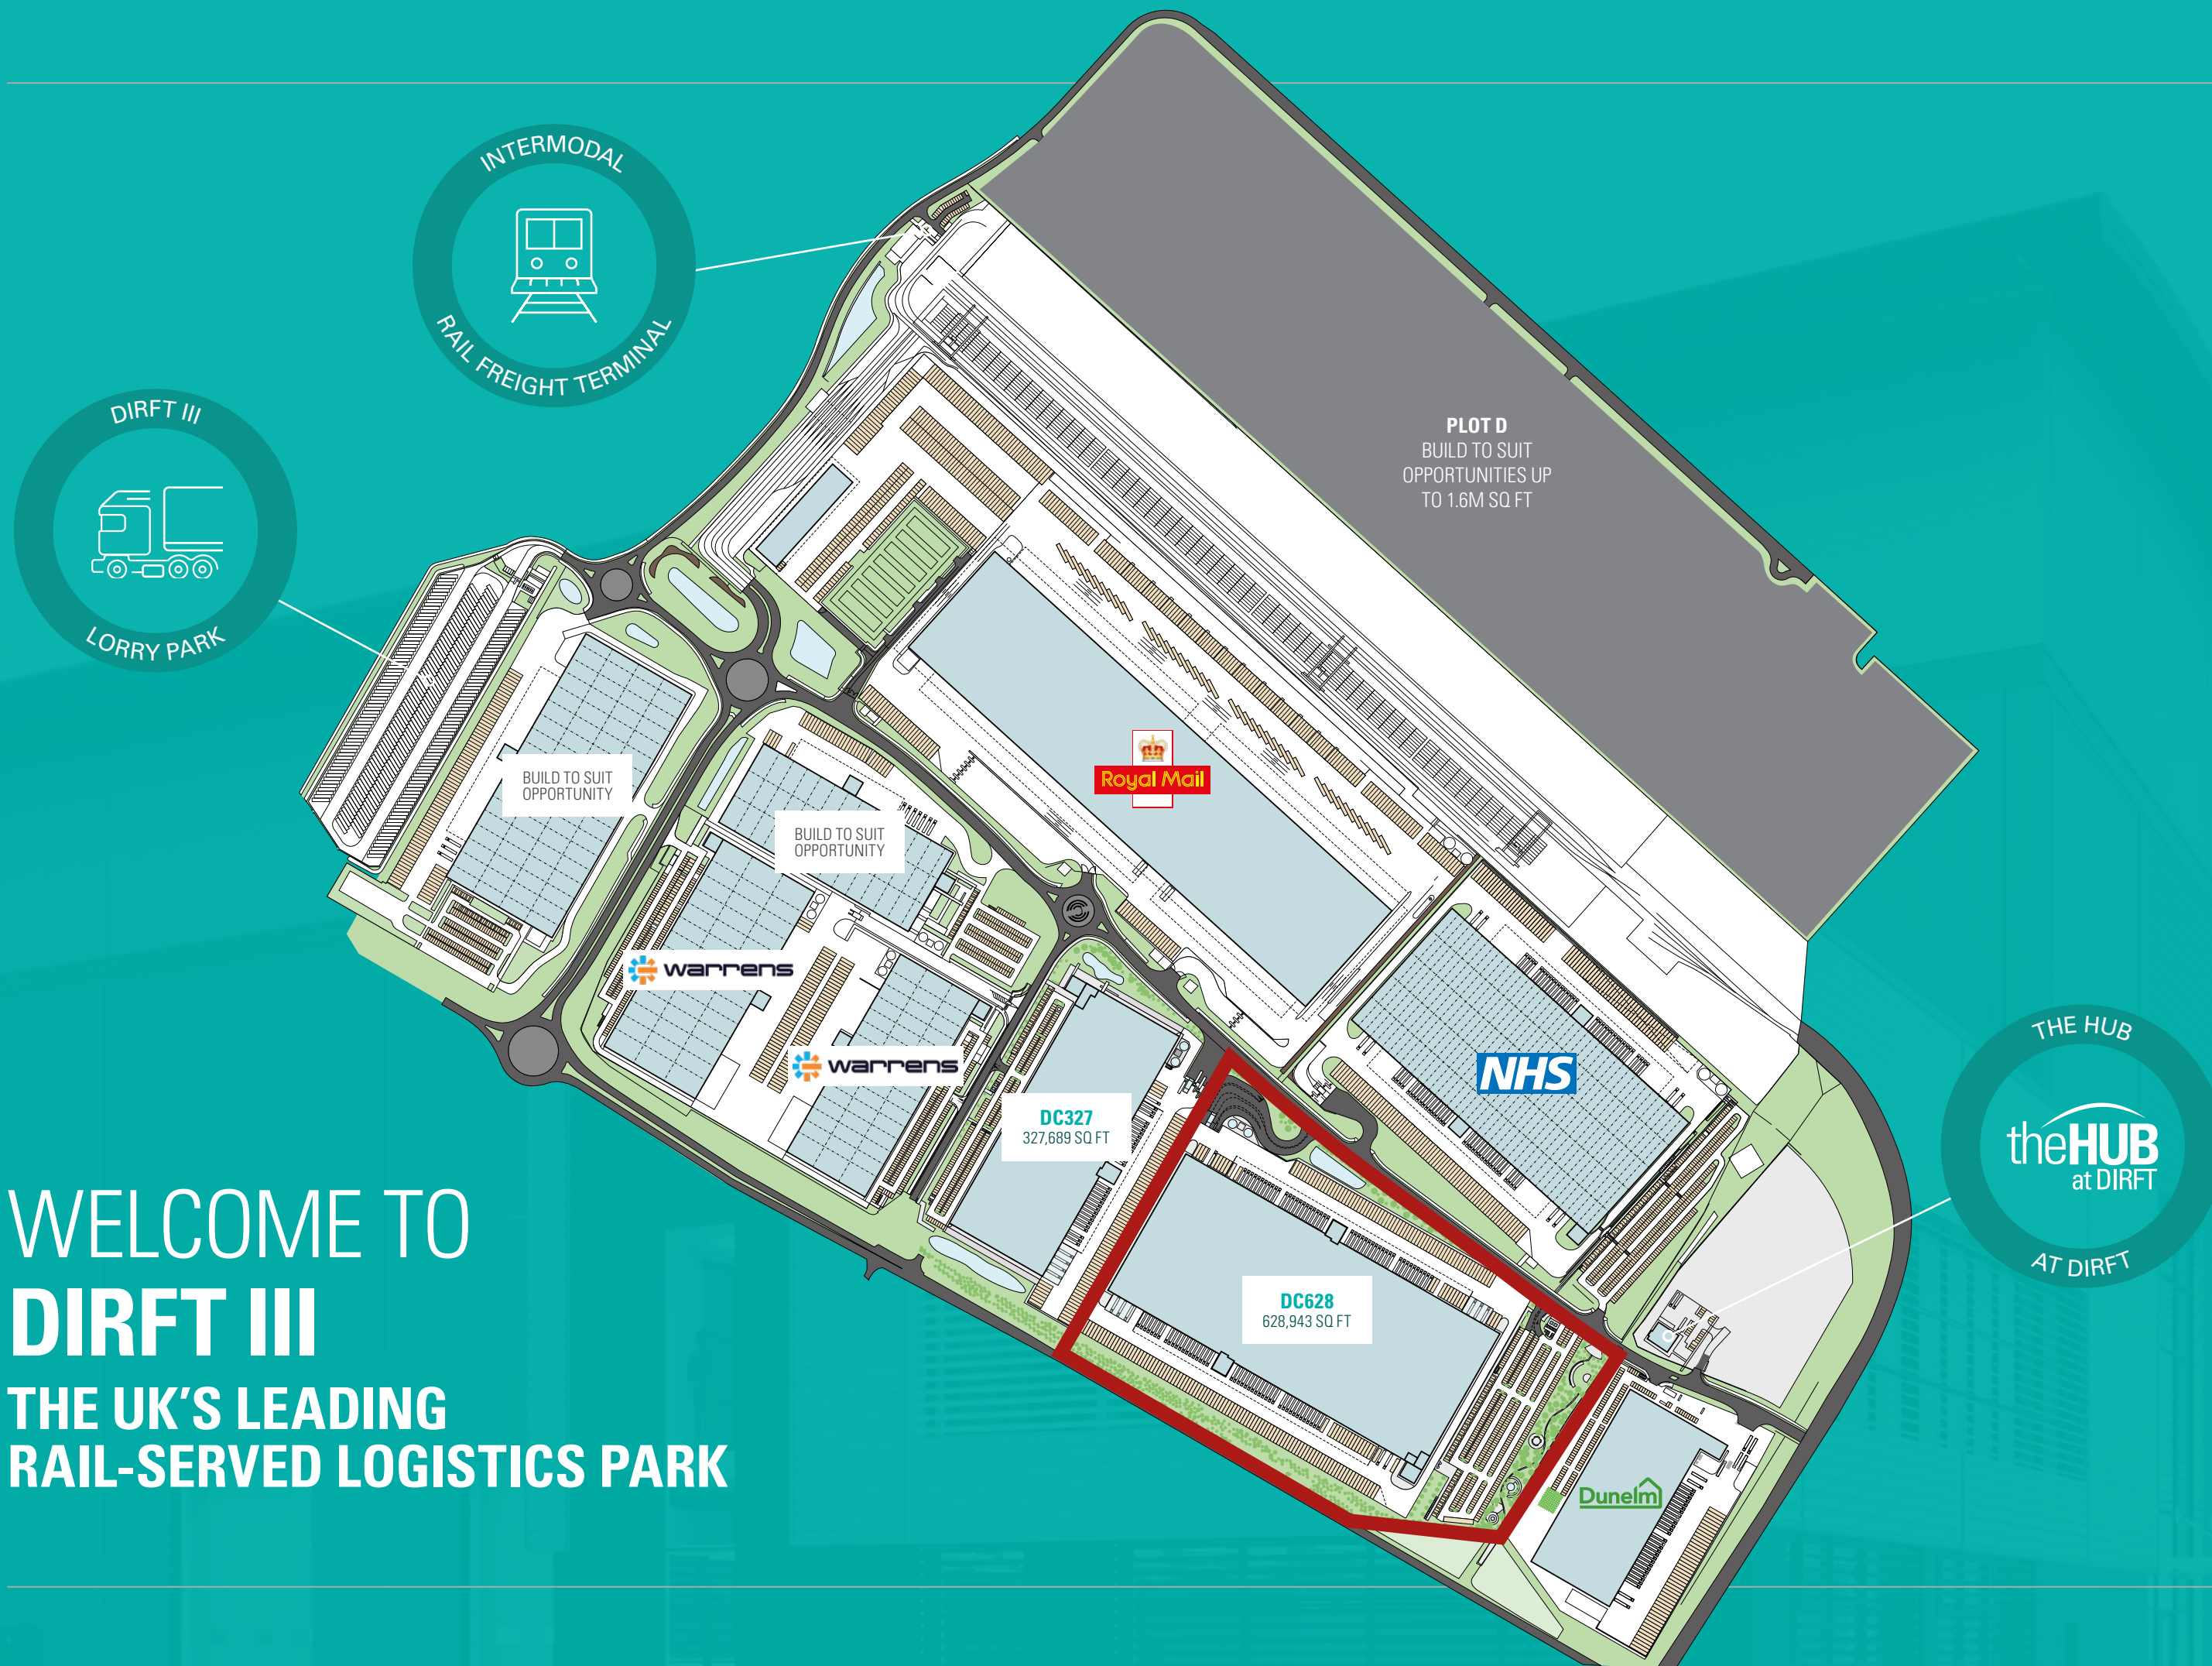 INTERMODAL
RAIL FREIGHT TERMINAL
DIRFT III
LORRY PARK
PLOT D
BUILD TO SUIT
OPPORTUNITIES UP
TO 1.6M SQ FT
Royal Mail
BUILD TO SUIT
OPPORTUNITY
BUILD TO SUIT
OPPORTUNITY
warrens
warrens
NHS
DC327
327,689 SQ FT
DC628
628,943 SQ FT
THE HUB
theHUB
at DIRFT
AT DIRFT
Dunelm
WELCOME TO
DIRFT III
THE UK’S LEADING
RAIL-SERVED LOGISTICS PARK